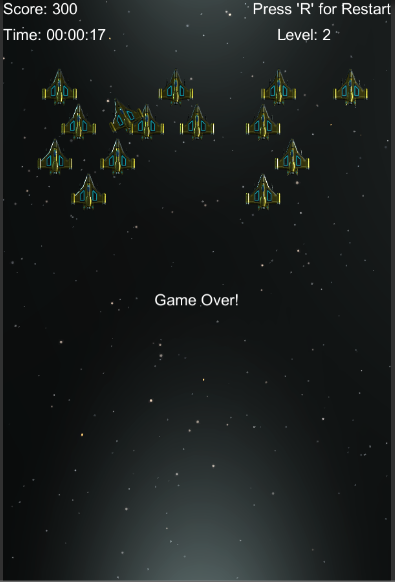 Score: 300
Press 'R' for Restart
Time: 00:00:17
Level: 2
Game Over!